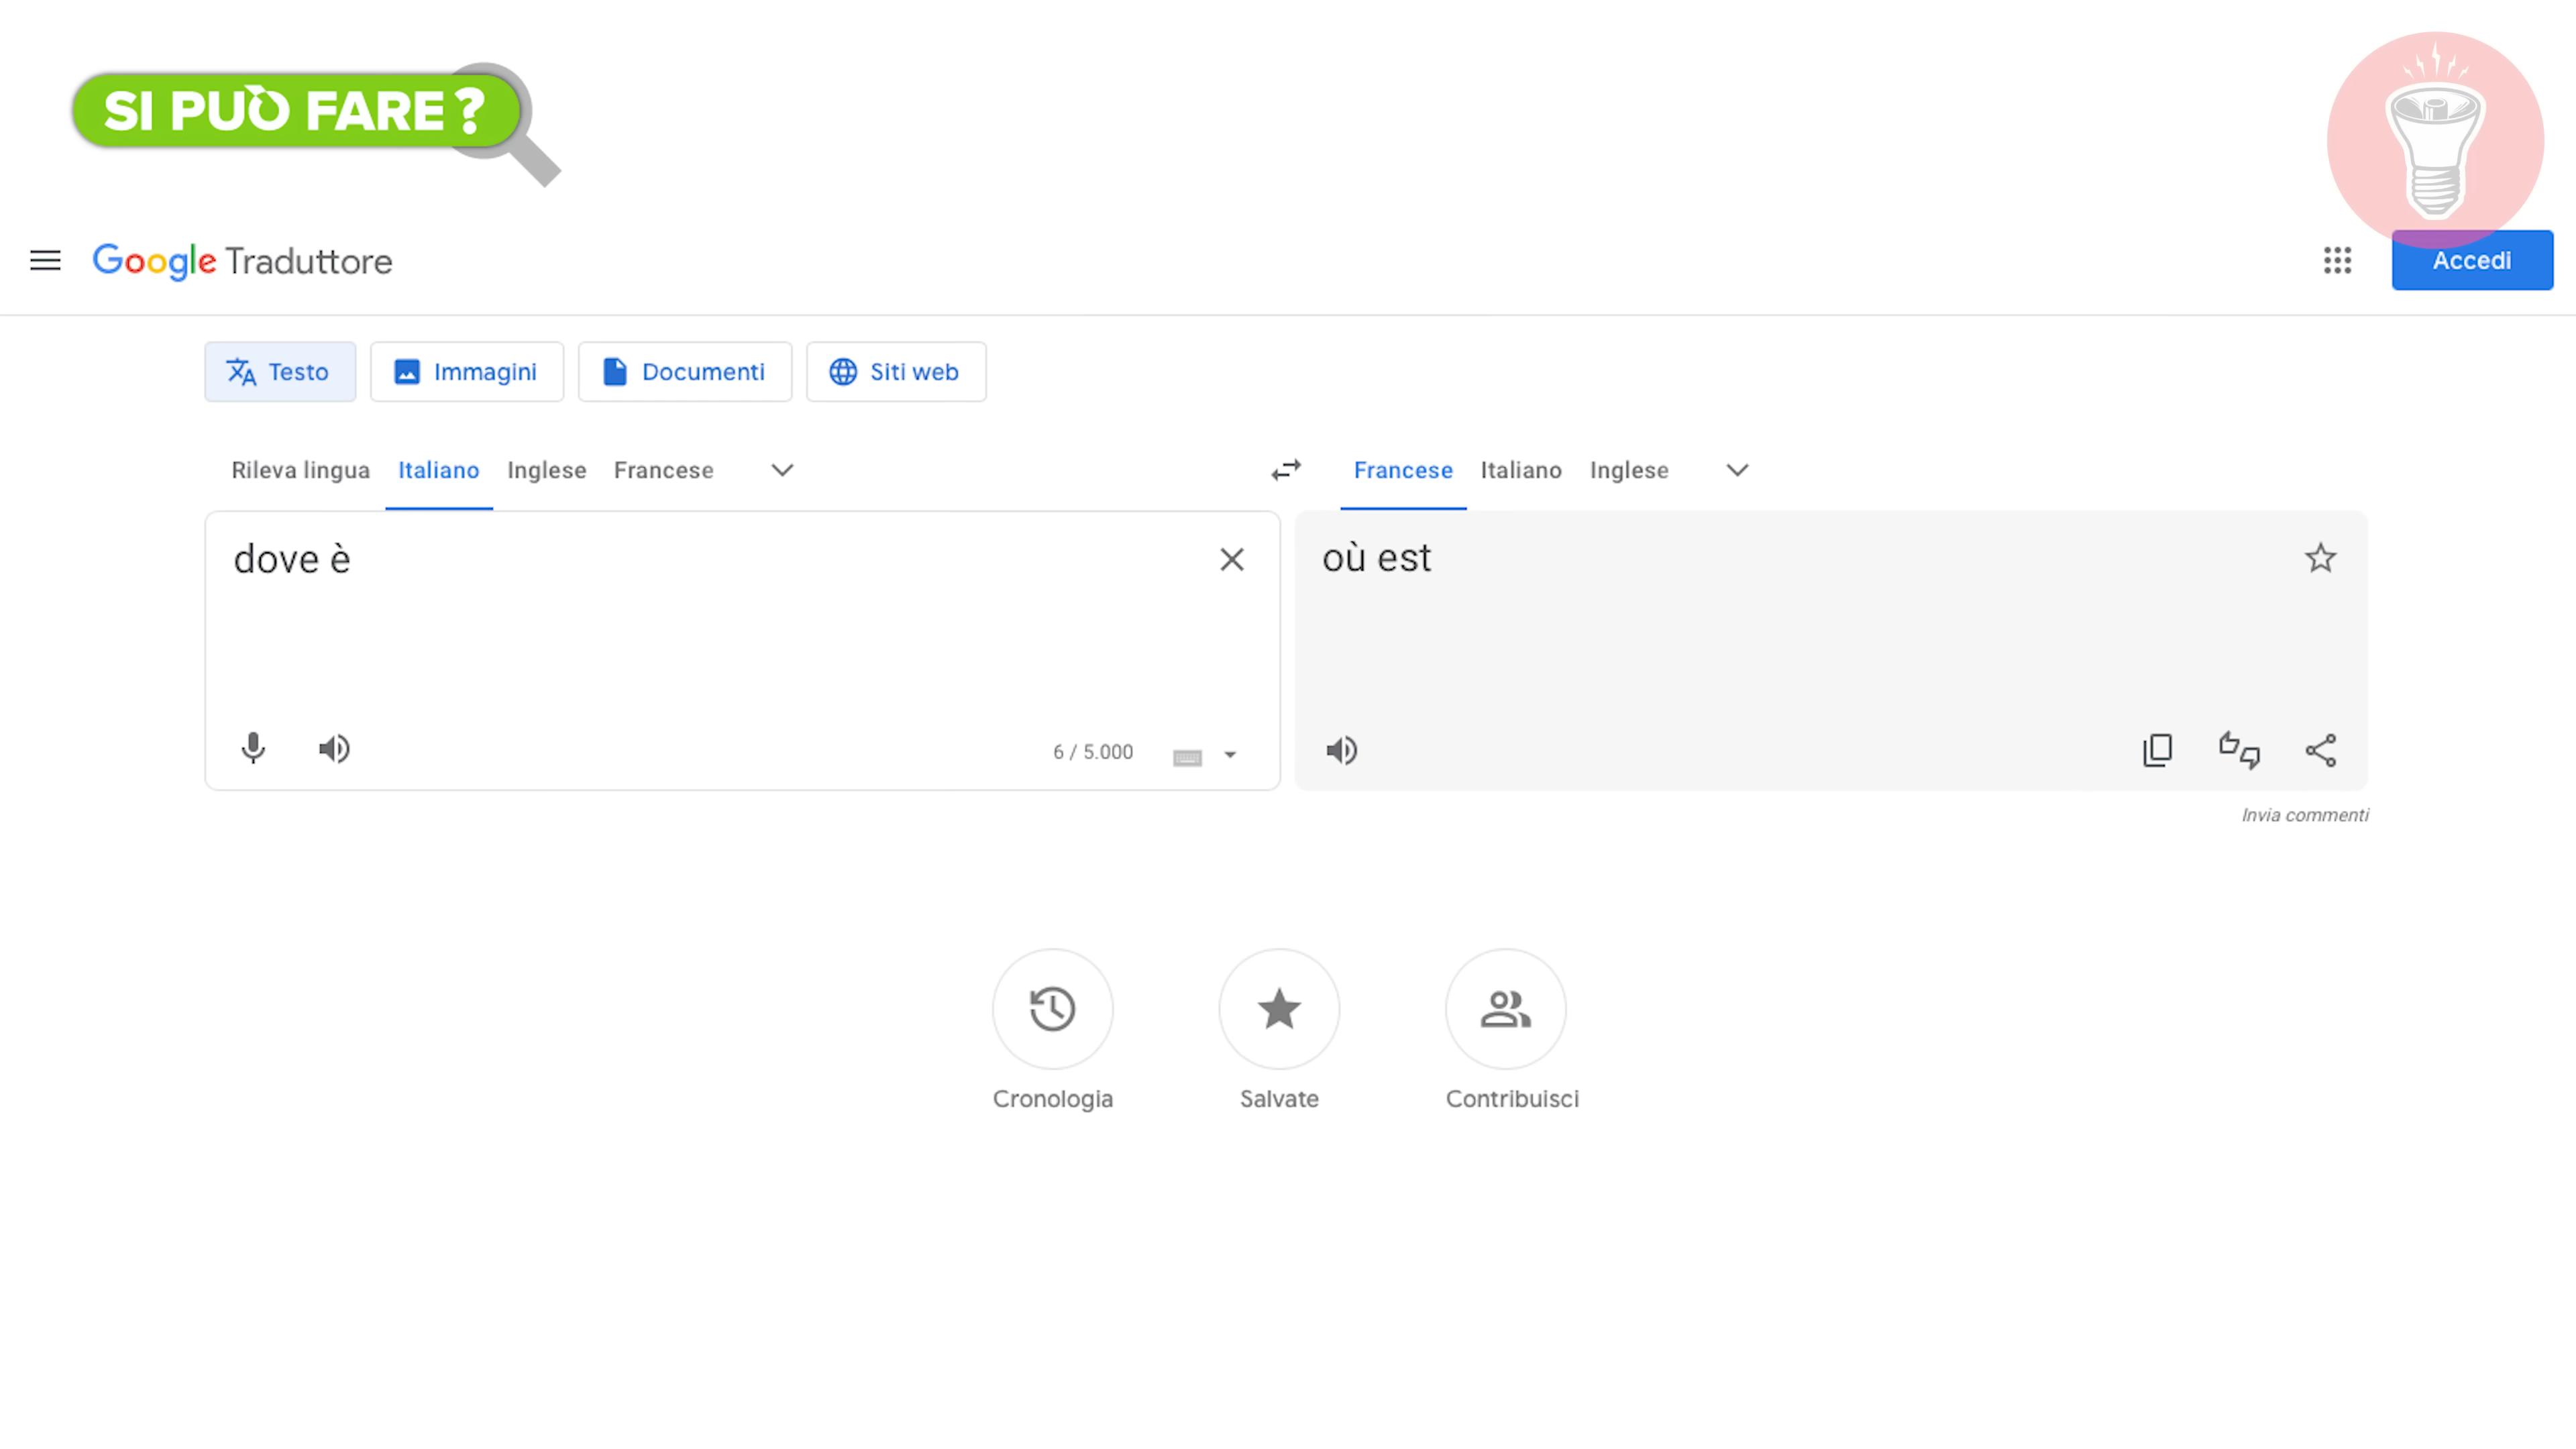 SI PUÒ FARE?
Google Traduttore
Accedi
Testo
Immagini
Documenti
Siti web
Rileva lingua
Italiano
Inglese
Francese
Francese
Italiano
Inglese
dove è
où est
6 / 5.000
Invia commenti
Cronologia
Salvate
Contribuisci